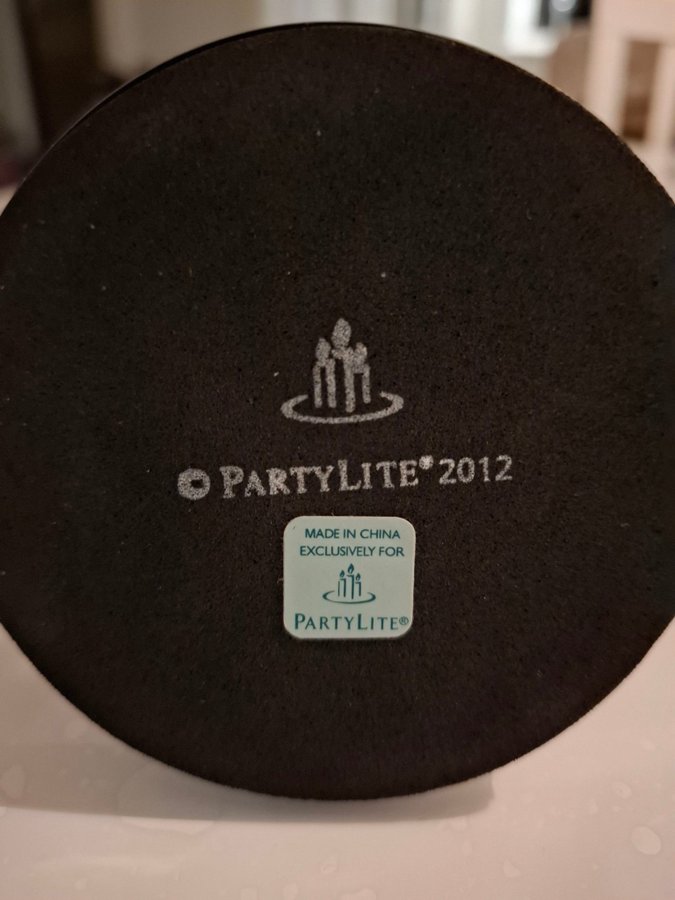 © PARTYLITE® 2012
MADE IN CHINA
EXCLUSIVELY FOR
PARTYLITE®